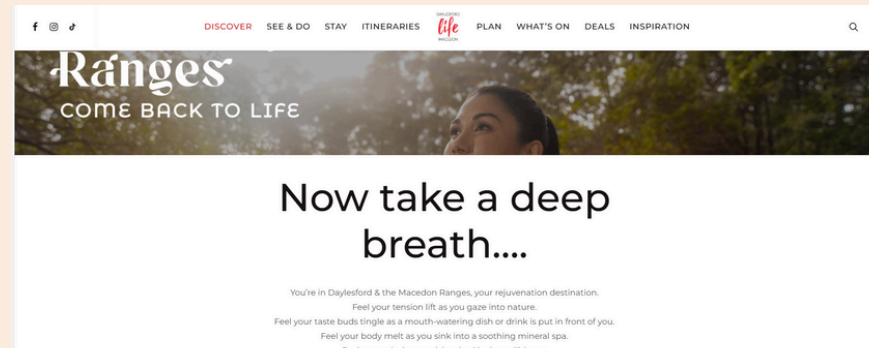 DISCOVER SEE & DO STAY ITINERARIES
DAYLESFORD
life
MACEDON
PLAN WHAT'S ON DEALS INSPIRATION
Ranges
COME BACK TO LIFE
Now take a deep
breath....
You're in Daylesford & the Macedon Ranges, your rejuvenation destination.
Feel your tension lift as you gaze into nature.
Feel your taste buds tingle as a mouth-watering dish or drink is put in front of you.
Feel your body melt as you sink into a soothing mineral spa.